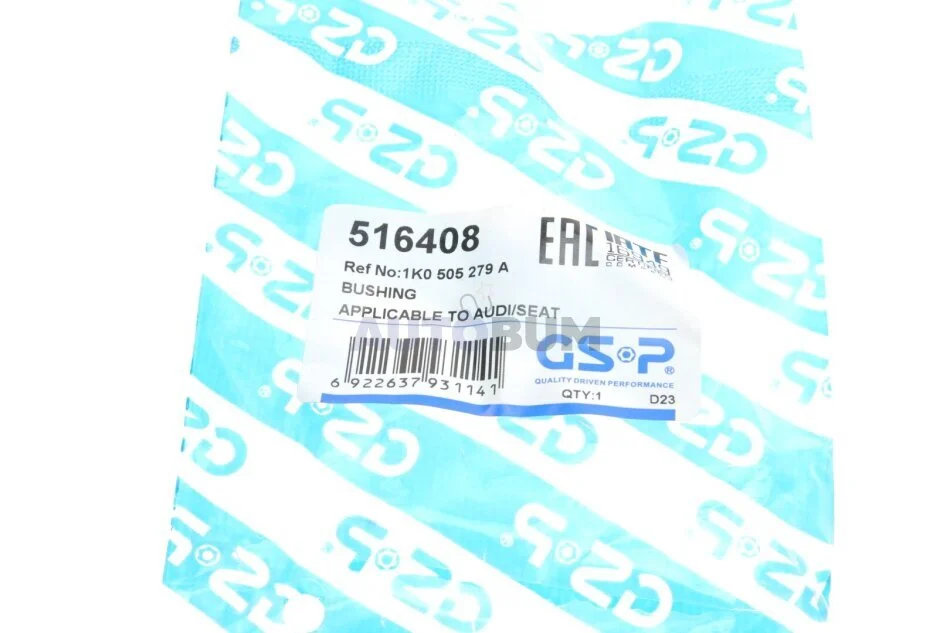 516408
EAC
Ref No:1K0 505 279 A
BUSHING
APPLICABLE TO AUDI/SEAT
AUTOBUM
GSP®
QUALITY DRIVEN PERFORMANCE
6 922637 931141
QTY:1
D23